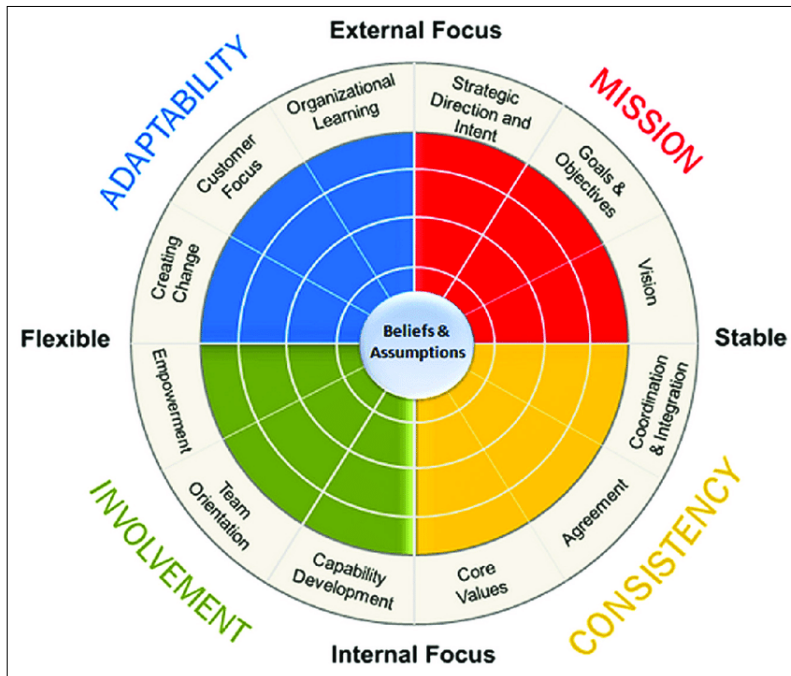 External Focus
ADAPTABILITY
MISSION
Organizational
Learning
Strategic
Direction and
Intent
Customer
Focus
Goals &
Objectives
Creating
Change
Vision
Flexible
Beliefs &
Assumptions
Stable
Empowerment
Coordination
& Integration
Team
Orientation
Agreement
Capability
Development
Core
Values
INVOLVEMENT
CONSISTENCY
Internal Focus